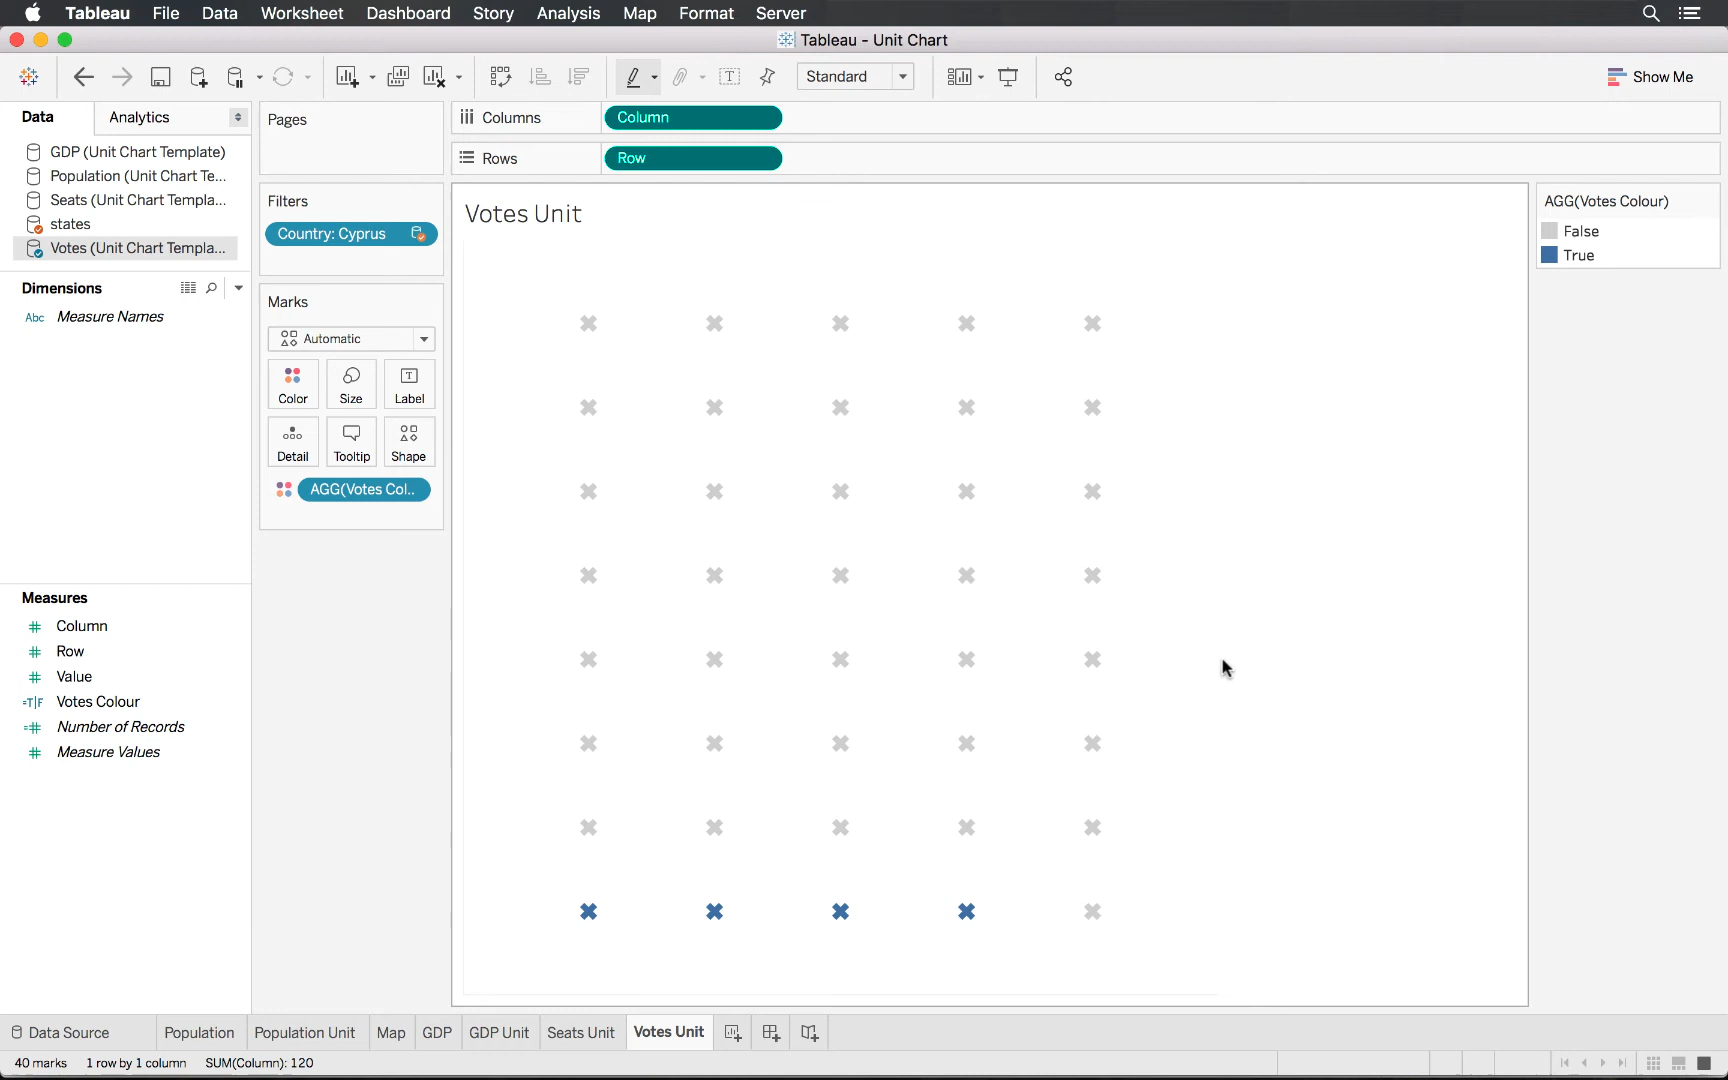 Tableau File Data Worksheet Dashboard Story Analysis Map Format Server
Tableau - Unit Chart
Standard
Show Me
Data Analytics
GDP (Unit Chart Template)
Population (Unit Chart Te...
Seats (Unit Chart Templa...
states
Votes (Unit Chart Templa...
Dimensions
Abc Measure Names
Measures
Column
Row
Value
=T|F Votes Colour
Number of Records
Measure Values
Pages
Filters
Country: Cyprus
Marks
Automatic
Color Size Label
Detail Tooltip Shape
AGG(Votes Col..
Columns Column
Rows Row
Votes Unit
AGG(Votes Colour)
False
True
Data Source Population Population Unit Map GDP GDP Unit Seats Unit Votes Unit
40 marks 1 row by 1 column SUM(Column): 120